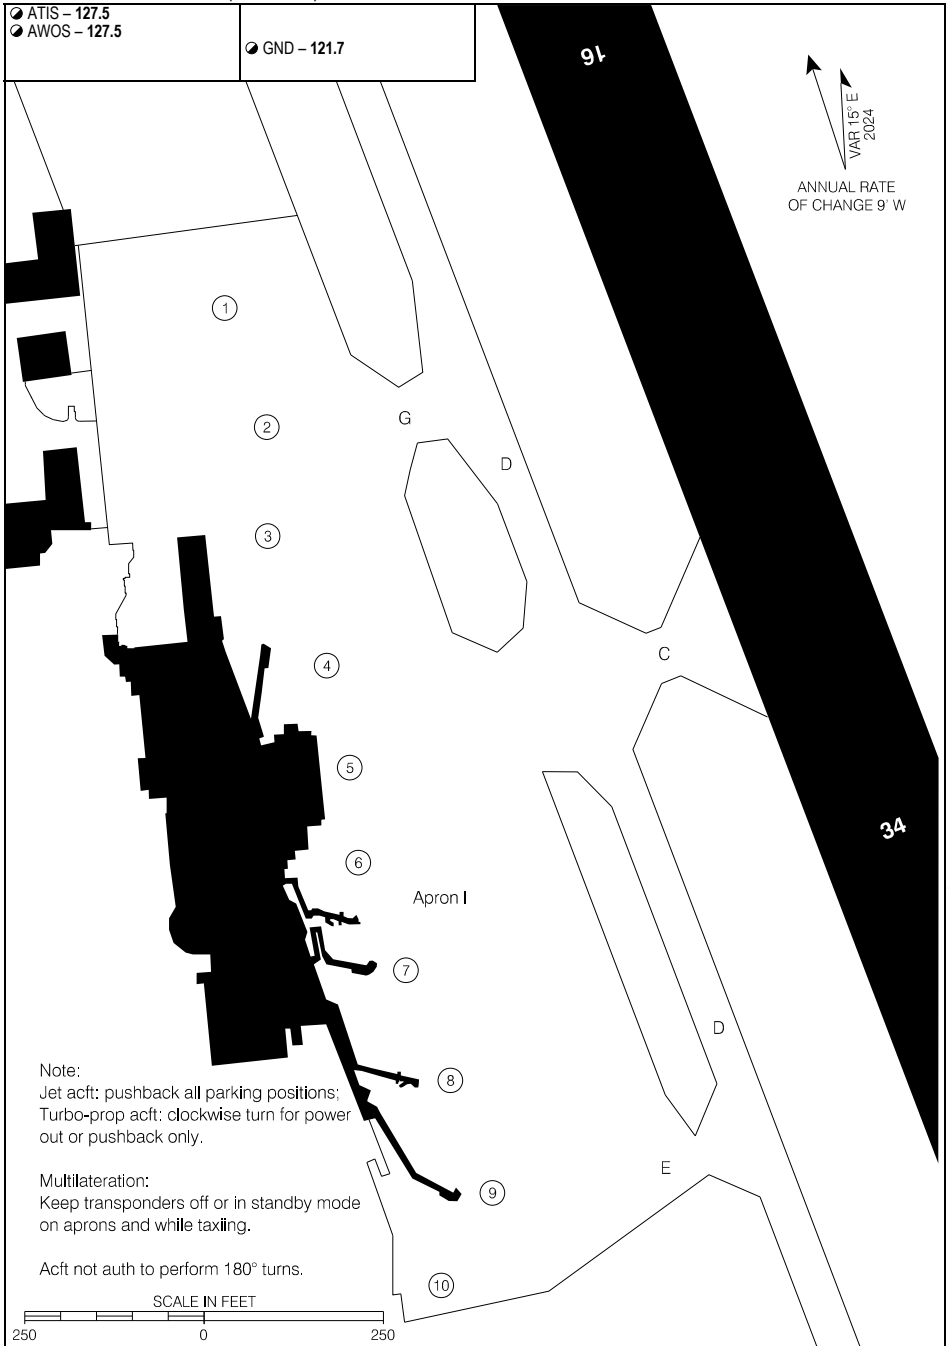 ATIS – 127.5
AWOS – 127.5
GND – 121.7
16
VAR 15° E
2024
ANNUAL RATE
OF CHANGE 9' W
1
G
2
D
3
C
4
5
34
6
Apron I
7
D
Note:
Jet acft: pushback all parking positions;
Turbo-prop acft: clockwise turn for power
out or pushback only.
8
E
Multilateration:
Keep transponders off or in standby mode
on aprons and while taxiing.
9
Acft not auth to perform 180° turns.
10
SCALE IN FEET
250 0 250